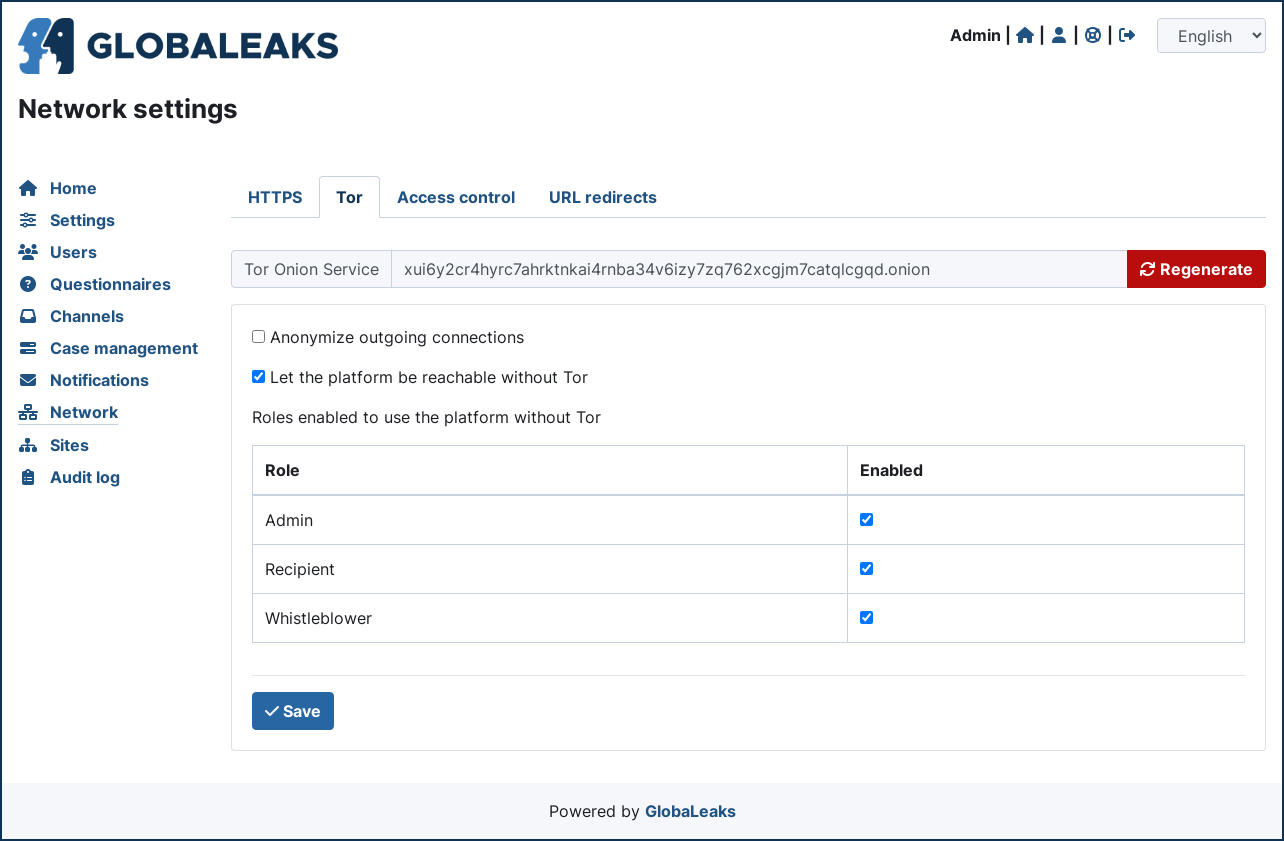 GLOBALEAKS
Admin | | | |
English
Network settings
Home
Settings
Users
Questionnaires
Channels
Case management
Notifications
Network
Sites
Audit log
HTTPS Tor Access control URL redirects
Tor Onion Service xui6y2cr4hyrc7ahrktnkai4rnba34v6izy7zq762xcgjm7catqlcgqd.onion Regenerate
Anonymize outgoing connections
Let the platform be reachable without Tor
Roles enabled to use the platform without Tor
Role Enabled
Admin
Recipient
Whistleblower
Save
Powered by GlobaLeaks